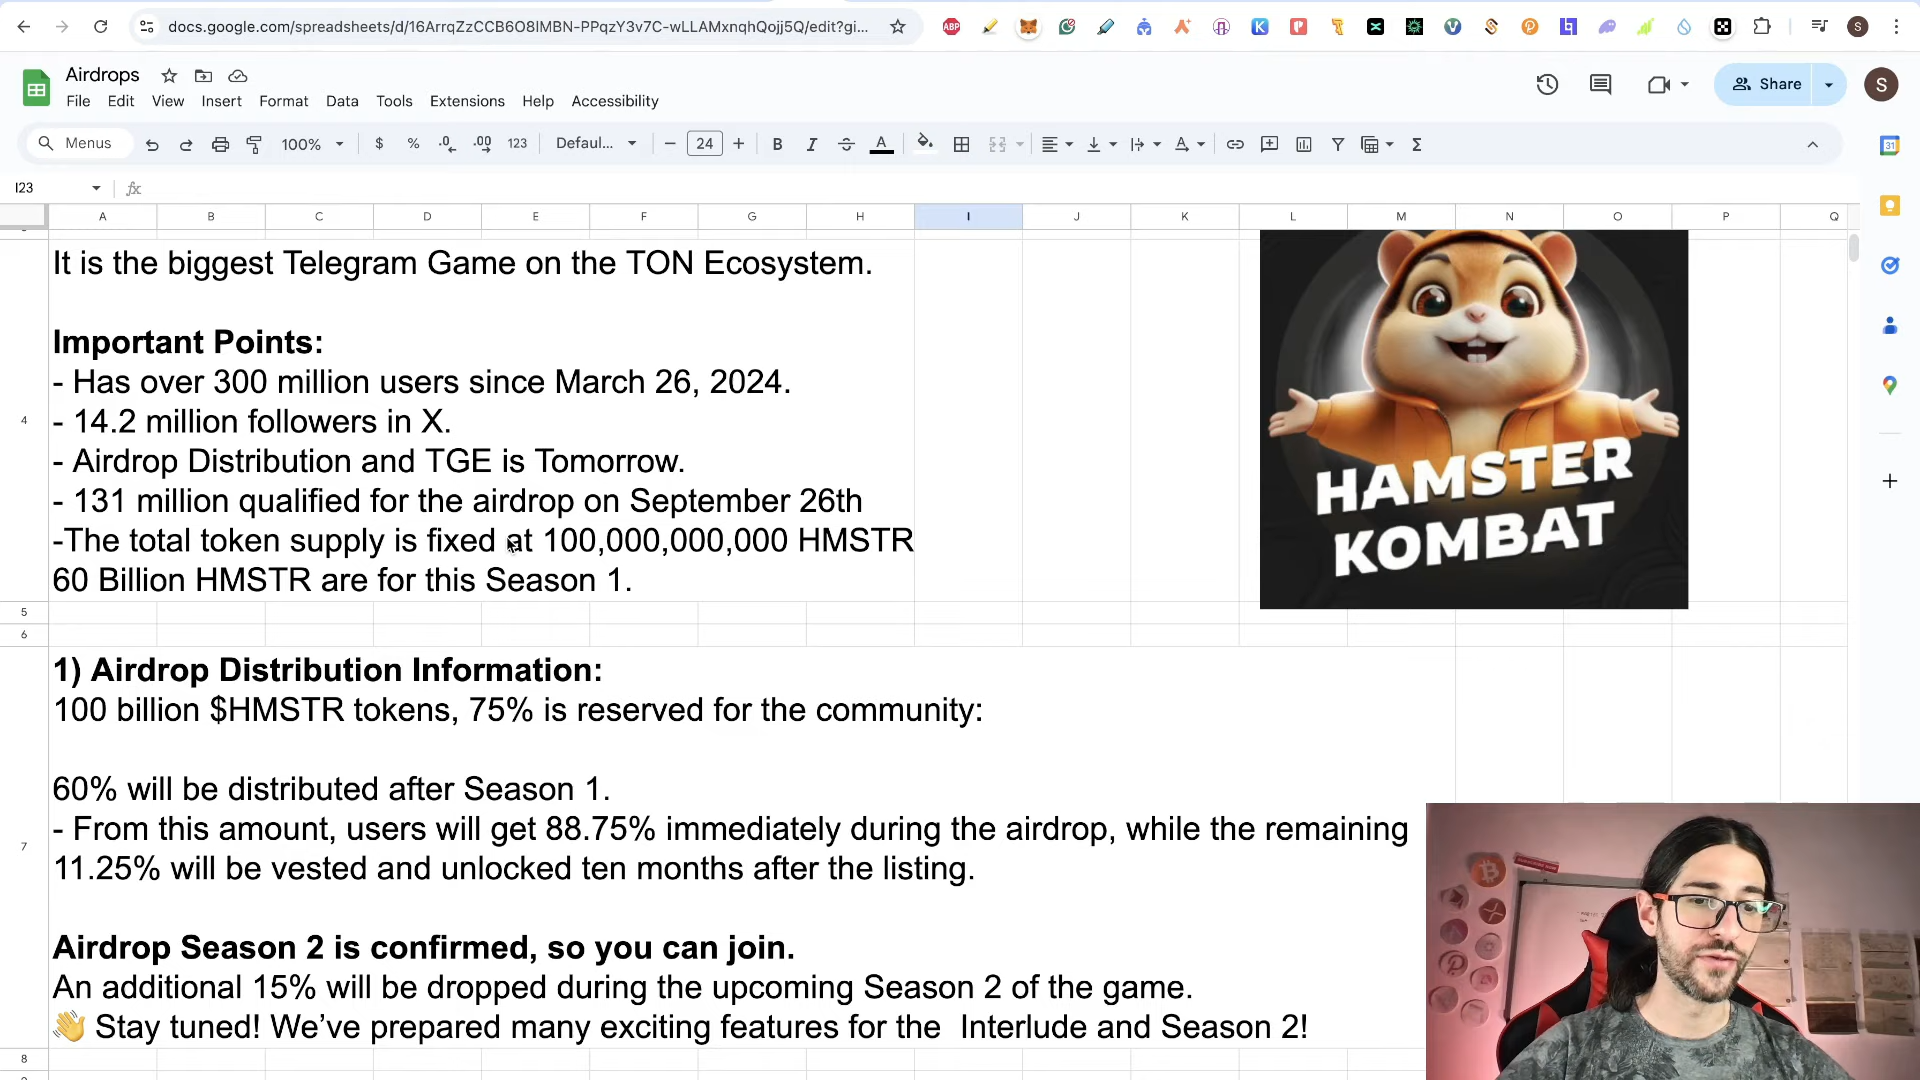 docs.google.com/spreadsheets/d/16ArrqZzCCB6O8lMBN-PPqzY3v7C-wLLAMxnqhQojj5Q/edit?gi...
Airdrops
File Edit View Insert Format Data Tools Extensions Help Accessibility
Share
S
Menus 100% $ % .0 .00 123 Defaul... 24 B I A
I23 fx
A B C D E F G H I J K L M N O P Q
It is the biggest Telegram Game on the TON Ecosystem.
Important Points:
- Has over 300 million users since March 26, 2024.
4
- 14.2 million followers in X.
- Airdrop Distribution and TGE is Tomorrow.
- 131 million qualified for the airdrop on September 26th
-The total token supply is fixed at 100,000,000,000 HMSTR
60 Billion HMSTR are for this Season 1.
HAMSTER
KOMBAT
5
6
1) Airdrop Distribution Information:
100 billion $HMSTR tokens, 75% is reserved for the community:
60% will be distributed after Season 1.
- From this amount, users will get 88.75% immediately during the airdrop, while the remaining
7
11.25% will be vested and unlocked ten months after the listing.
Airdrop Season 2 is confirmed, so you can join.
An additional 15% will be dropped during the upcoming Season 2 of the game.
👋 Stay tuned! We’ve prepared many exciting features for the  Interlude and Season 2!
8